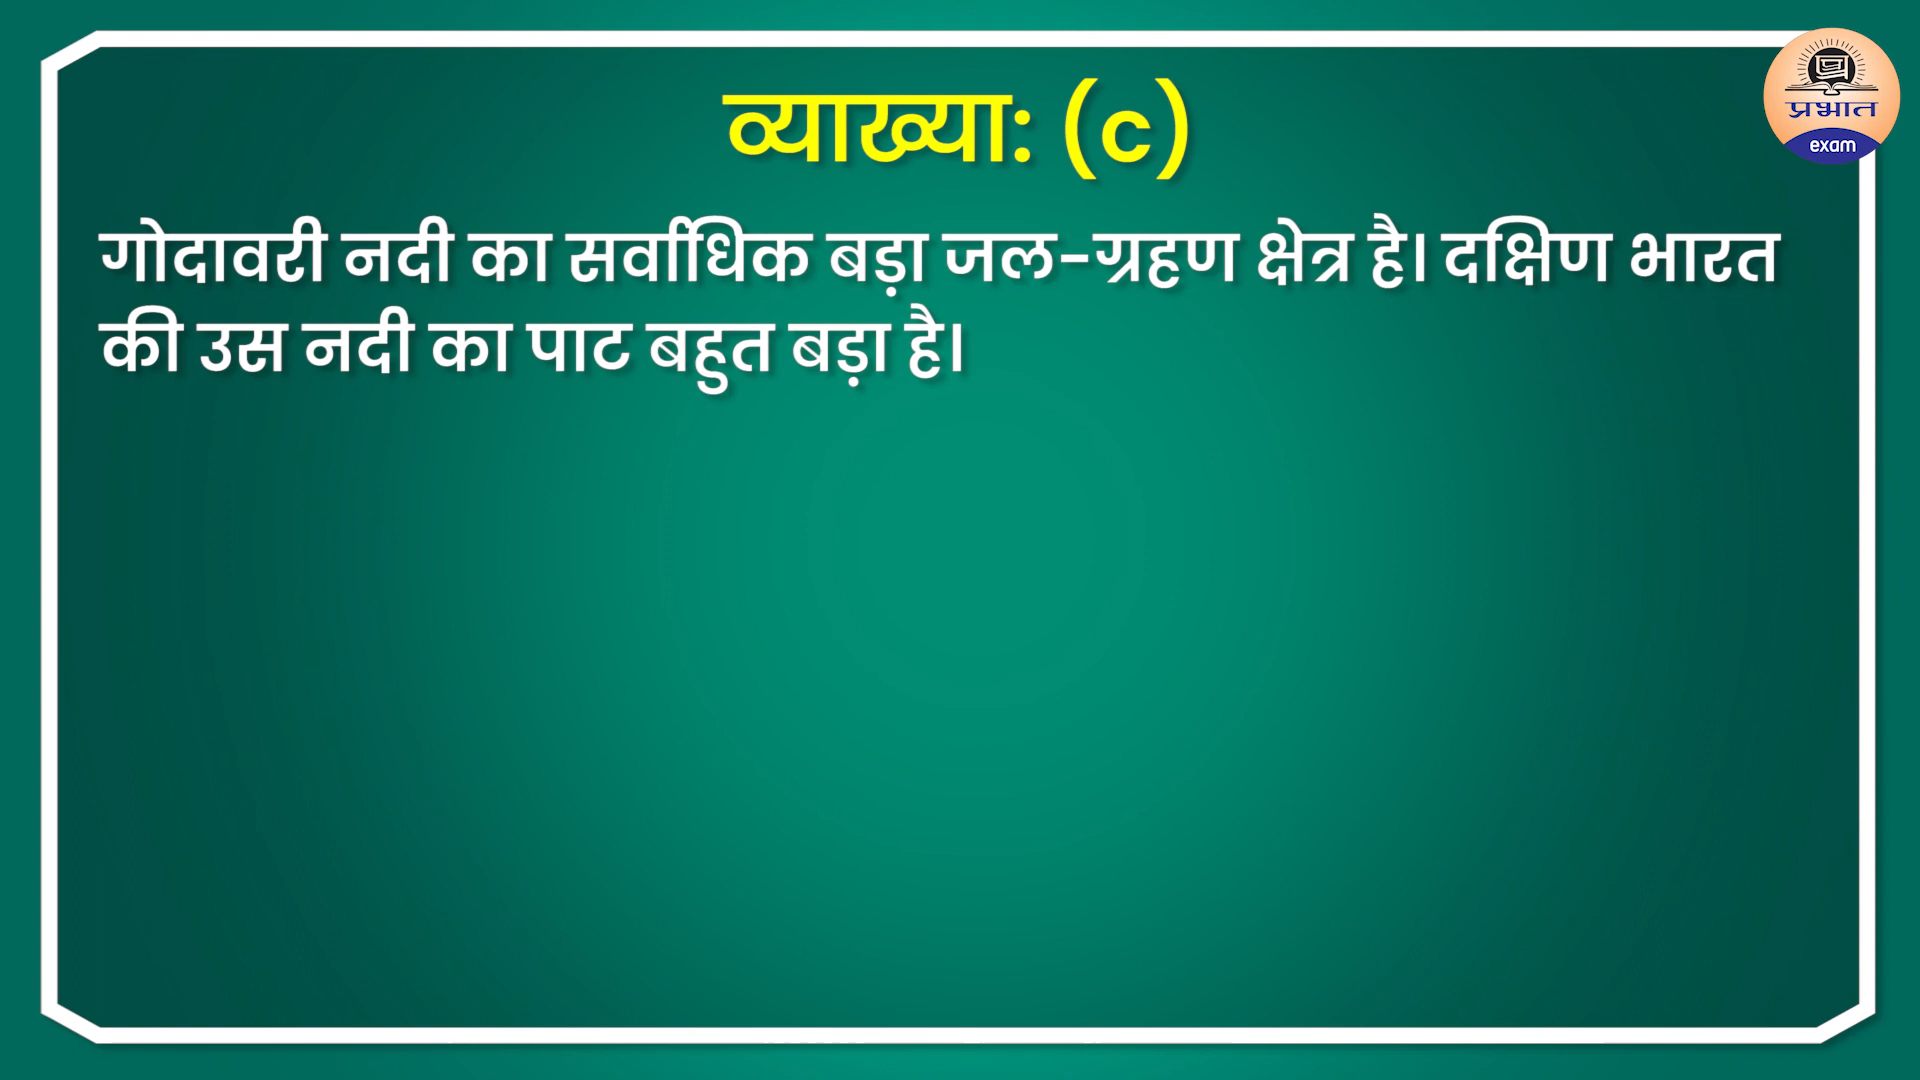 व्याख्या: (c)
प्रभात
exam
गोदावरी नदी का सर्वाधिक बड़ा जल-ग्रहण क्षेत्र है। दक्षिण भारत
की उस नदी का पाट बहुत बड़ा है।